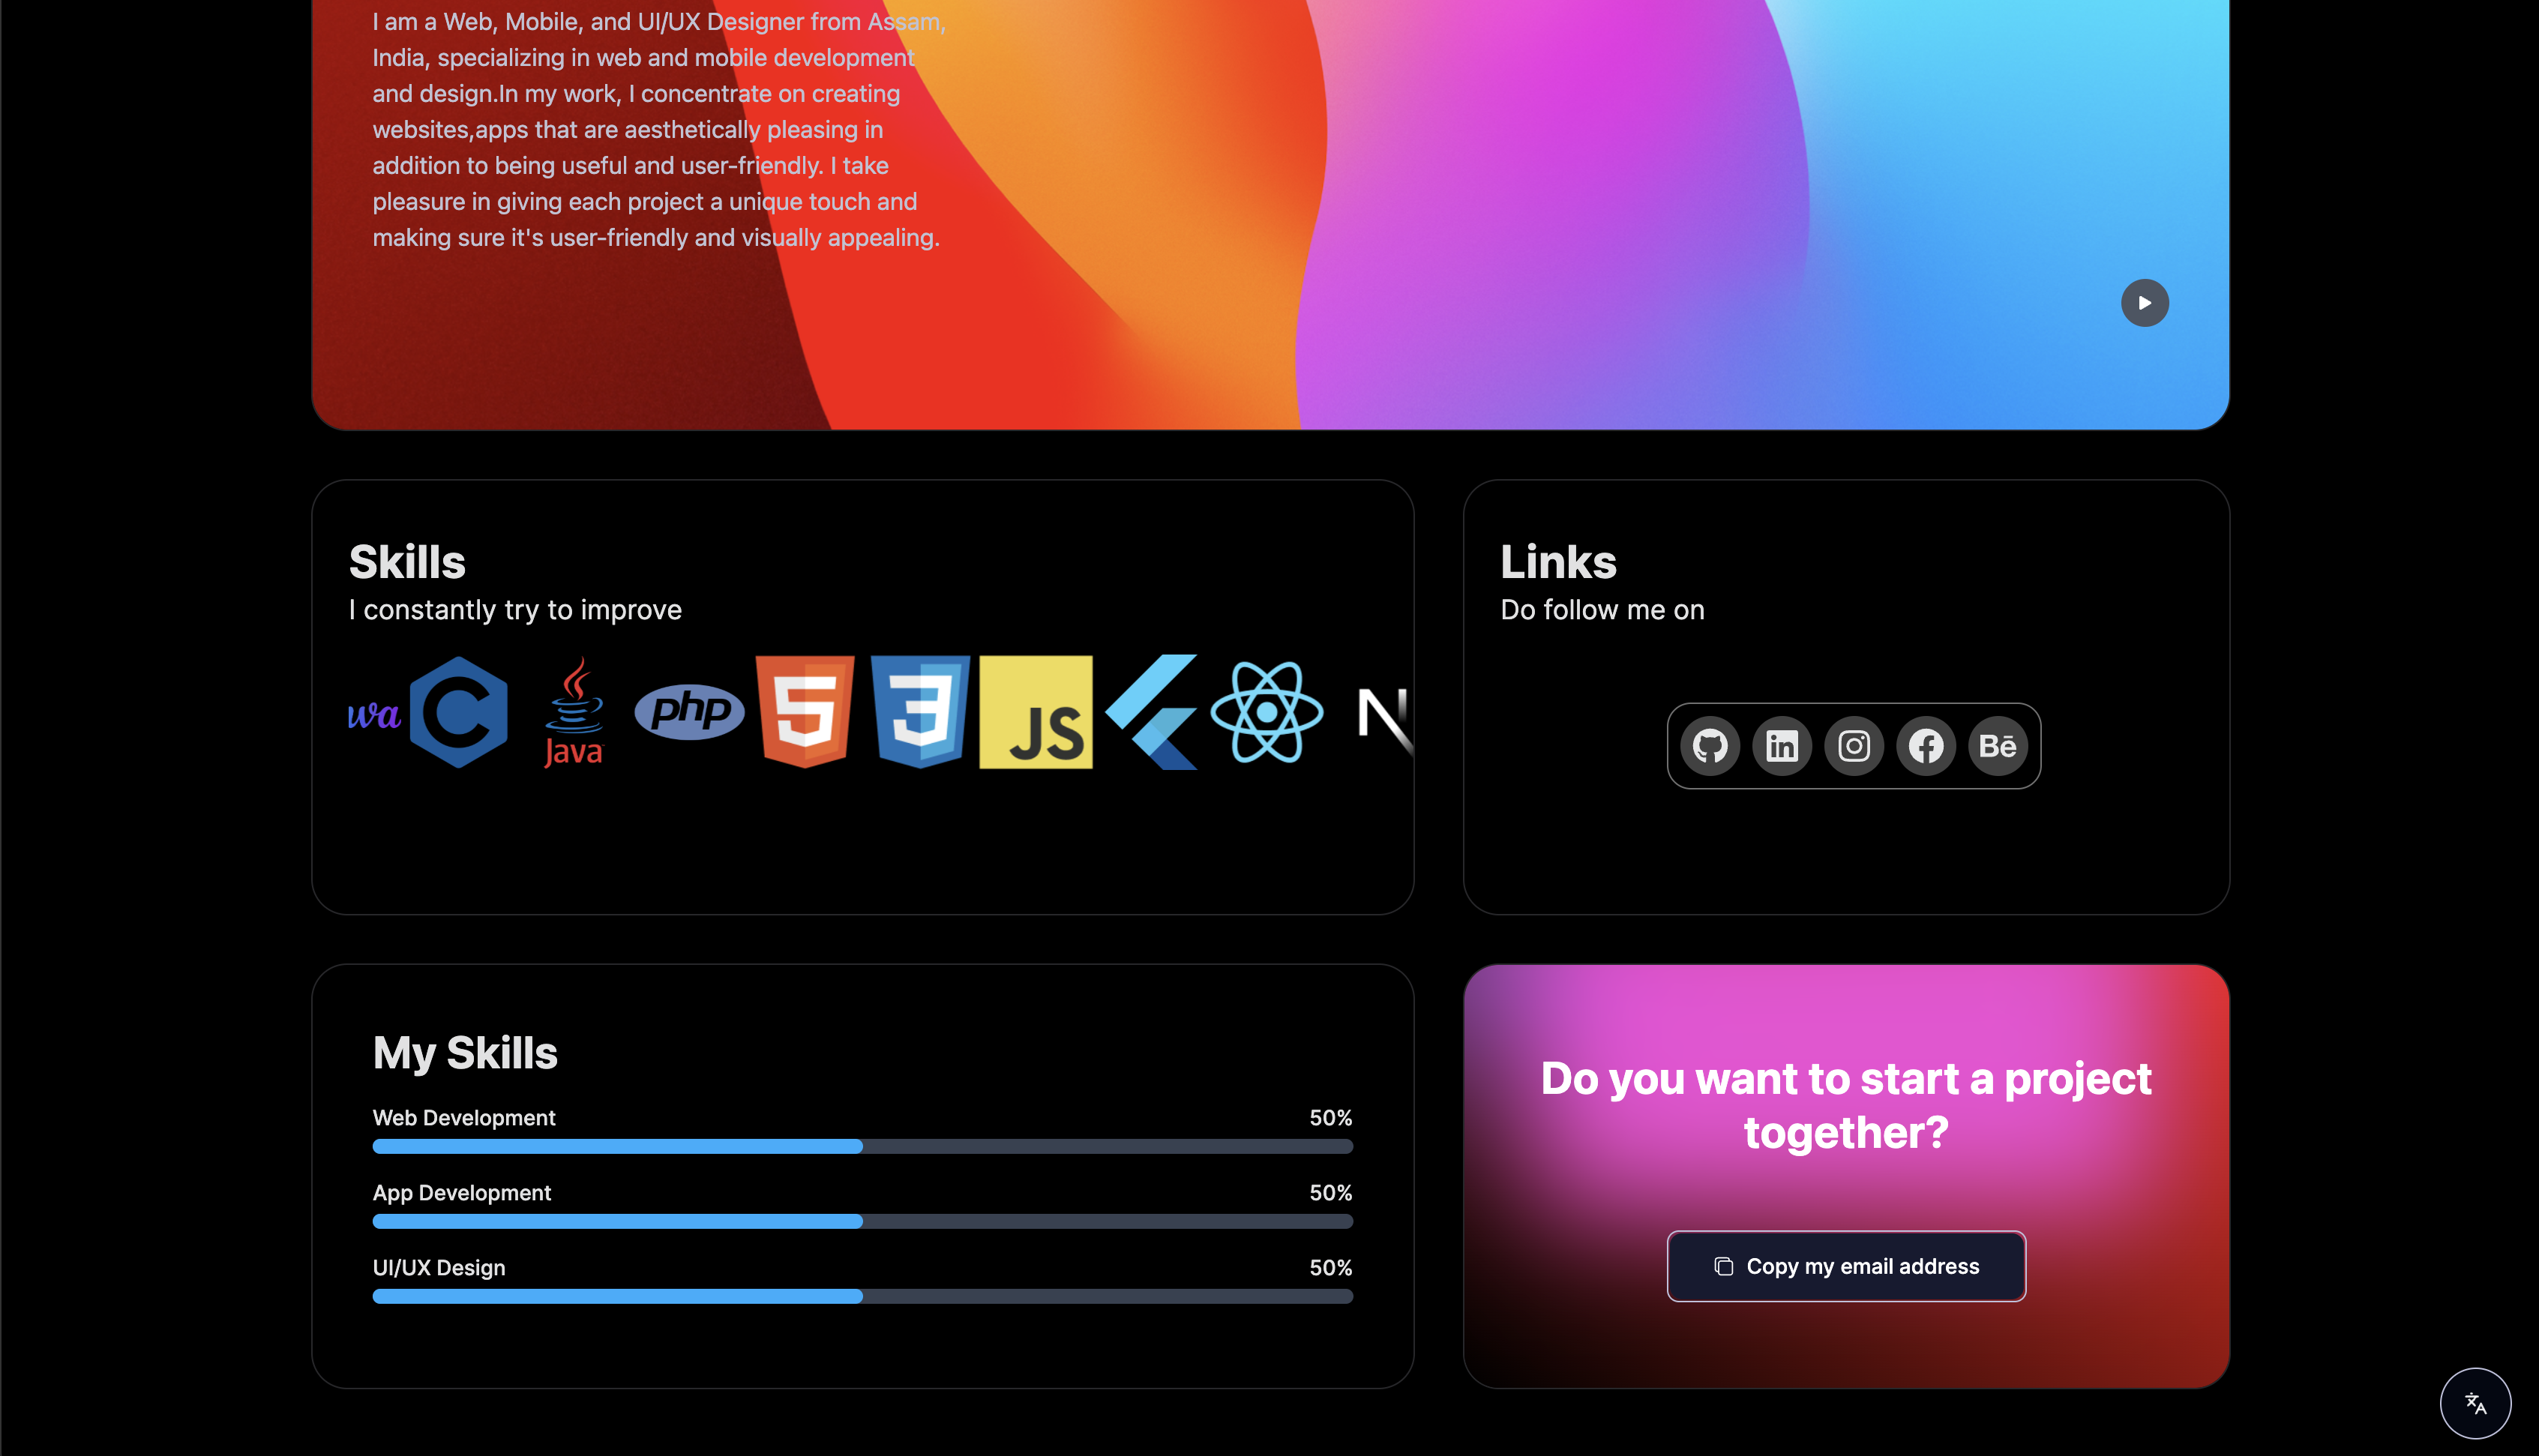 I am a Web, Mobile, and UI/UX Designer from Assam,
India, specializing in web and mobile development
and design.In my work, I concentrate on creating
websites,apps that are aesthetically pleasing in
addition to being useful and user-friendly. I take
pleasure in giving each project a unique touch and
making sure it's user-friendly and visually appealing.
Skills
I constantly try to improve
wa
C
Java
php
5
3
JS
N
Links
Do follow me on
in
Bē
My Skills
Web Development 50%
App Development 50%
UI/UX Design 50%
Do you want to start a project
together?
Copy my email address